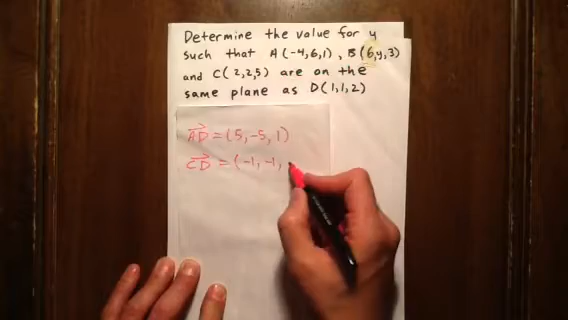 Determine the value for y
such that A(-4,6,1), B(6,y,3)
and C(2,2,5) are on the
same plane as D(1,1,2)
AD = (5, -5, 1)
CD = (-1, -1,